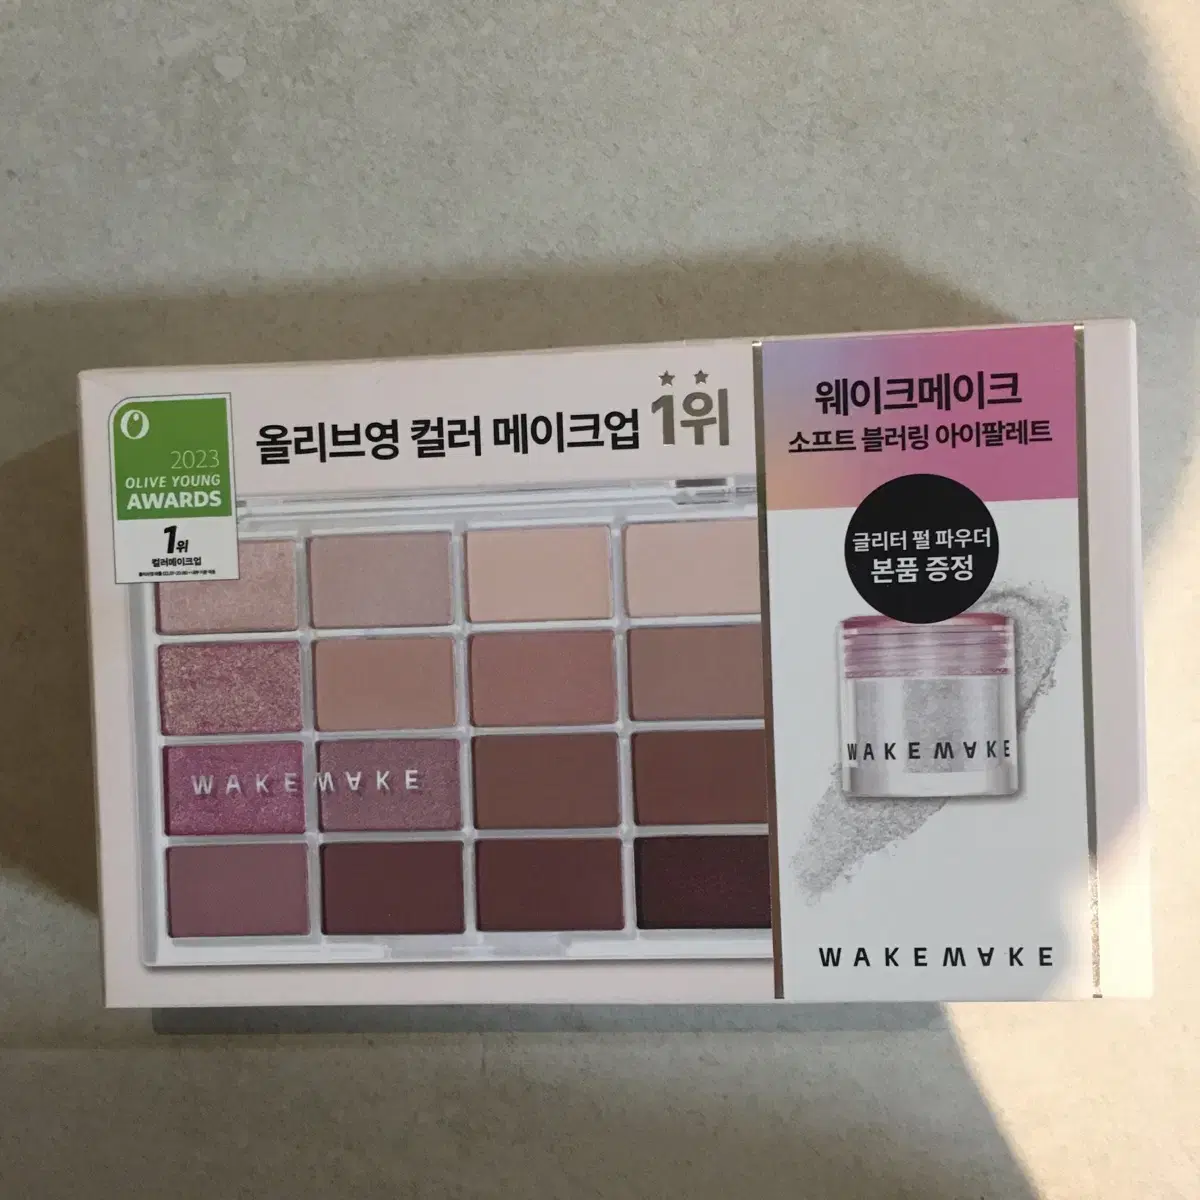 2023
OLIVE YOUNG
AWARDS
1위
컬러메이크업
올리브영 컬러 메이크업 1위
WAKEMAKE
웨이크메이크
소프트 블러링 아이팔레트
글리터 펄 파우더
본품 증정
WAKEMAKE
WAKEMAKE